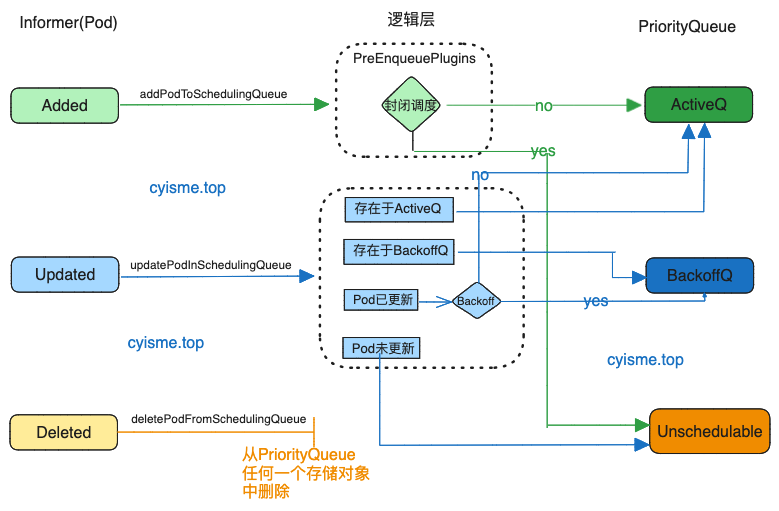 Informer(Pod)
逻辑层
PriorityQueue
PreEnqueuePlugins
Added
addPodToSchedulingQueue
封闭调度
no
ActiveQ
yes
no
cyisme.top
存在于ActiveQ
存在于BackoffQ
Updated
updatePodInSchedulingQueue
BackoffQ
Pod已更新
Backoff
yes
cyisme.top
Pod未更新
cyisme.top
Deleted
deletePodFromSchedulingQueue
Unschedulable
从PriorityQueue
任何一个存储对象
中删除